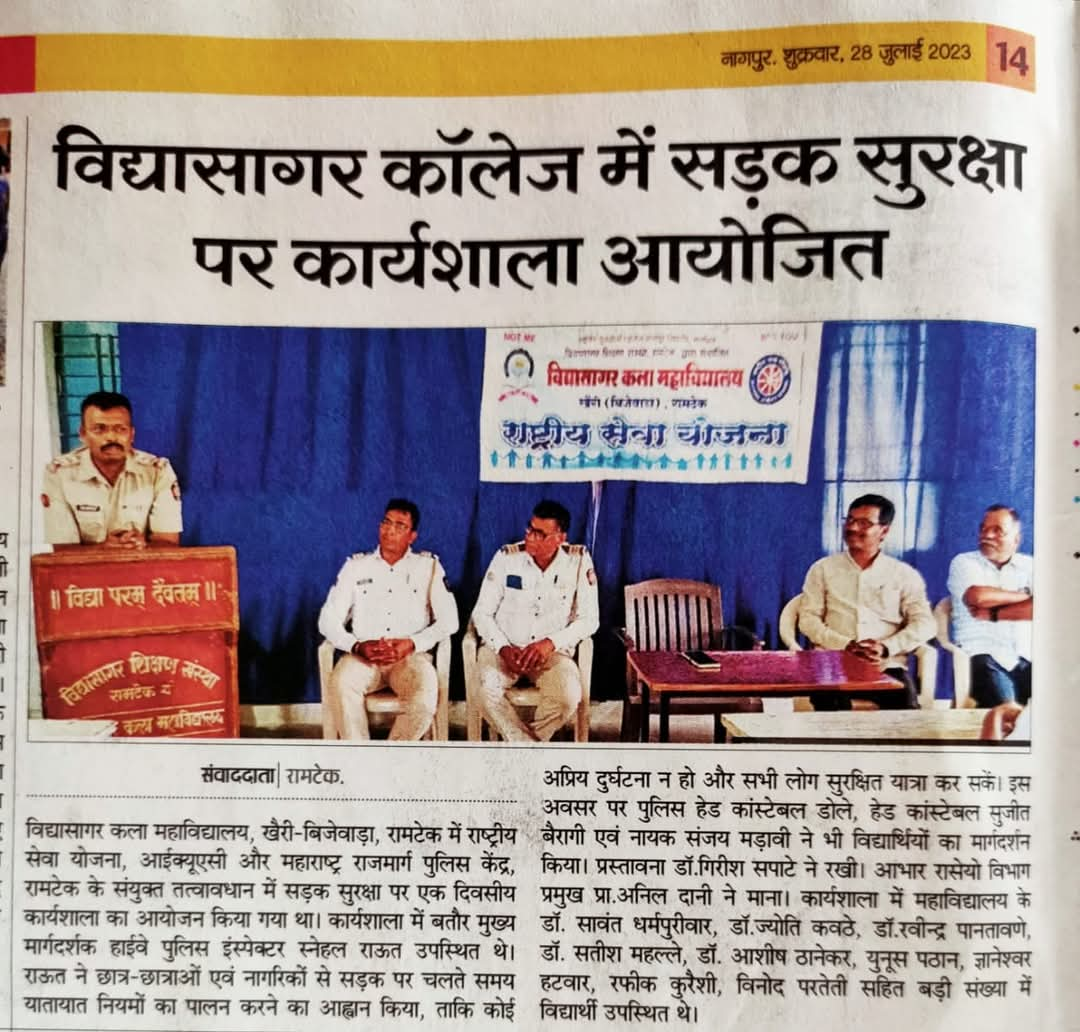 नागपुर, शुक्रवार, 28 जुलाई 2023
14
विद्यासागर कॉलेज में सड़क सुरक्षा
पर कार्यशाला आयोजित
NOT ME
विद्यासागर कला महाविद्यालय
खैरी (बिजेवाडा), रामटेक
राष्ट्रीय सेवा योजना
॥ विद्या परम् दैवतम् ॥
विद्यासागर शिक्षण संस्था
रामटेक
कला महाविद्यालय
संवाददाता| रामटेक.
विद्यासागर कला महाविद्यालय, खैरी-बिजेवाड़ा, रामटेक में राष्ट्रीय
सेवा योजना, आईक्यूएसी और महाराष्ट्र राजमार्ग पुलिस केंद्र,
रामटेक के संयुक्त तत्वावधान में सड़क सुरक्षा पर एक दिवसीय
कार्यशाला का आयोजन किया गया था। कार्यशाला में बतौर मुख्य
मार्गदर्शक हाईवे पुलिस इंस्पेक्टर स्नेहल राऊत उपस्थित थे।
राऊत ने छात्र-छात्राओं एवं नागरिकों से सड़क पर चलते समय
यातायात नियमों का पालन करने का आह्वान किया, ताकि कोई
अप्रिय दुर्घटना न हो और सभी लोग सुरक्षित यात्रा कर सकें। इस
अवसर पर पुलिस हेड कांस्टेबल डोले, हेड कांस्टेबल सुजीत
बैरागी एवं नायक संजय मड़ावी ने भी विद्यार्थियों का मार्गदर्शन
किया। प्रस्तावना डॉ.गिरीश सपाटे ने रखी। आभार रासेयो विभाग
प्रमुख प्रा.अनिल दानी ने माना। कार्यशाला में महाविद्यालय के
डॉ. सावंत धर्मपुरीवार, डॉ.ज्योति कवठे, डॉ.रवीन्द्र पानतावणे,
डॉ. सतीश महल्ले, डॉ. आशीष ठानेकर, युनूस पठान, ज्ञानेश्वर
हटवार, रफीक कुरैशी, विनोद परतेती सहित बड़ी संख्या में
विद्यार्थी उपस्थित थे।